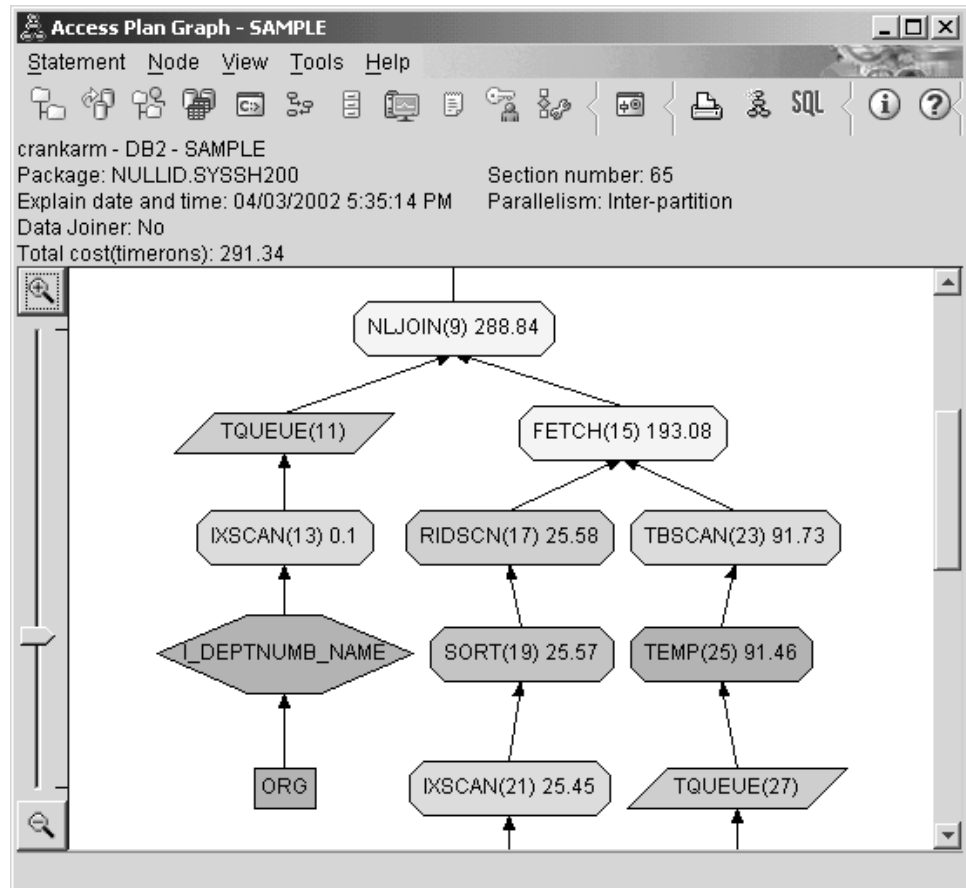 Access Plan Graph - SAMPLE
Statement Node View Tools Help
C:>
SQL
crankarm - DB2 - SAMPLE
Package: NULLID.SYSSH200 Section number: 65
Explain date and time: 04/03/2002 5:35:14 PM Parallelism: Inter-partition
Data Joiner: No
Total cost(timerons): 291.34
NLJOIN(9) 288.84
TQUEUE(11)
FETCH(15) 193.08
IXSCAN(13) 0.1
RIDSCN(17) 25.58
TBSCAN(23) 91.73
I_DEPTNUMB_NAME
SORT(19) 25.57
TEMP(25) 91.46
ORG
IXSCAN(21) 25.45
TQUEUE(27)